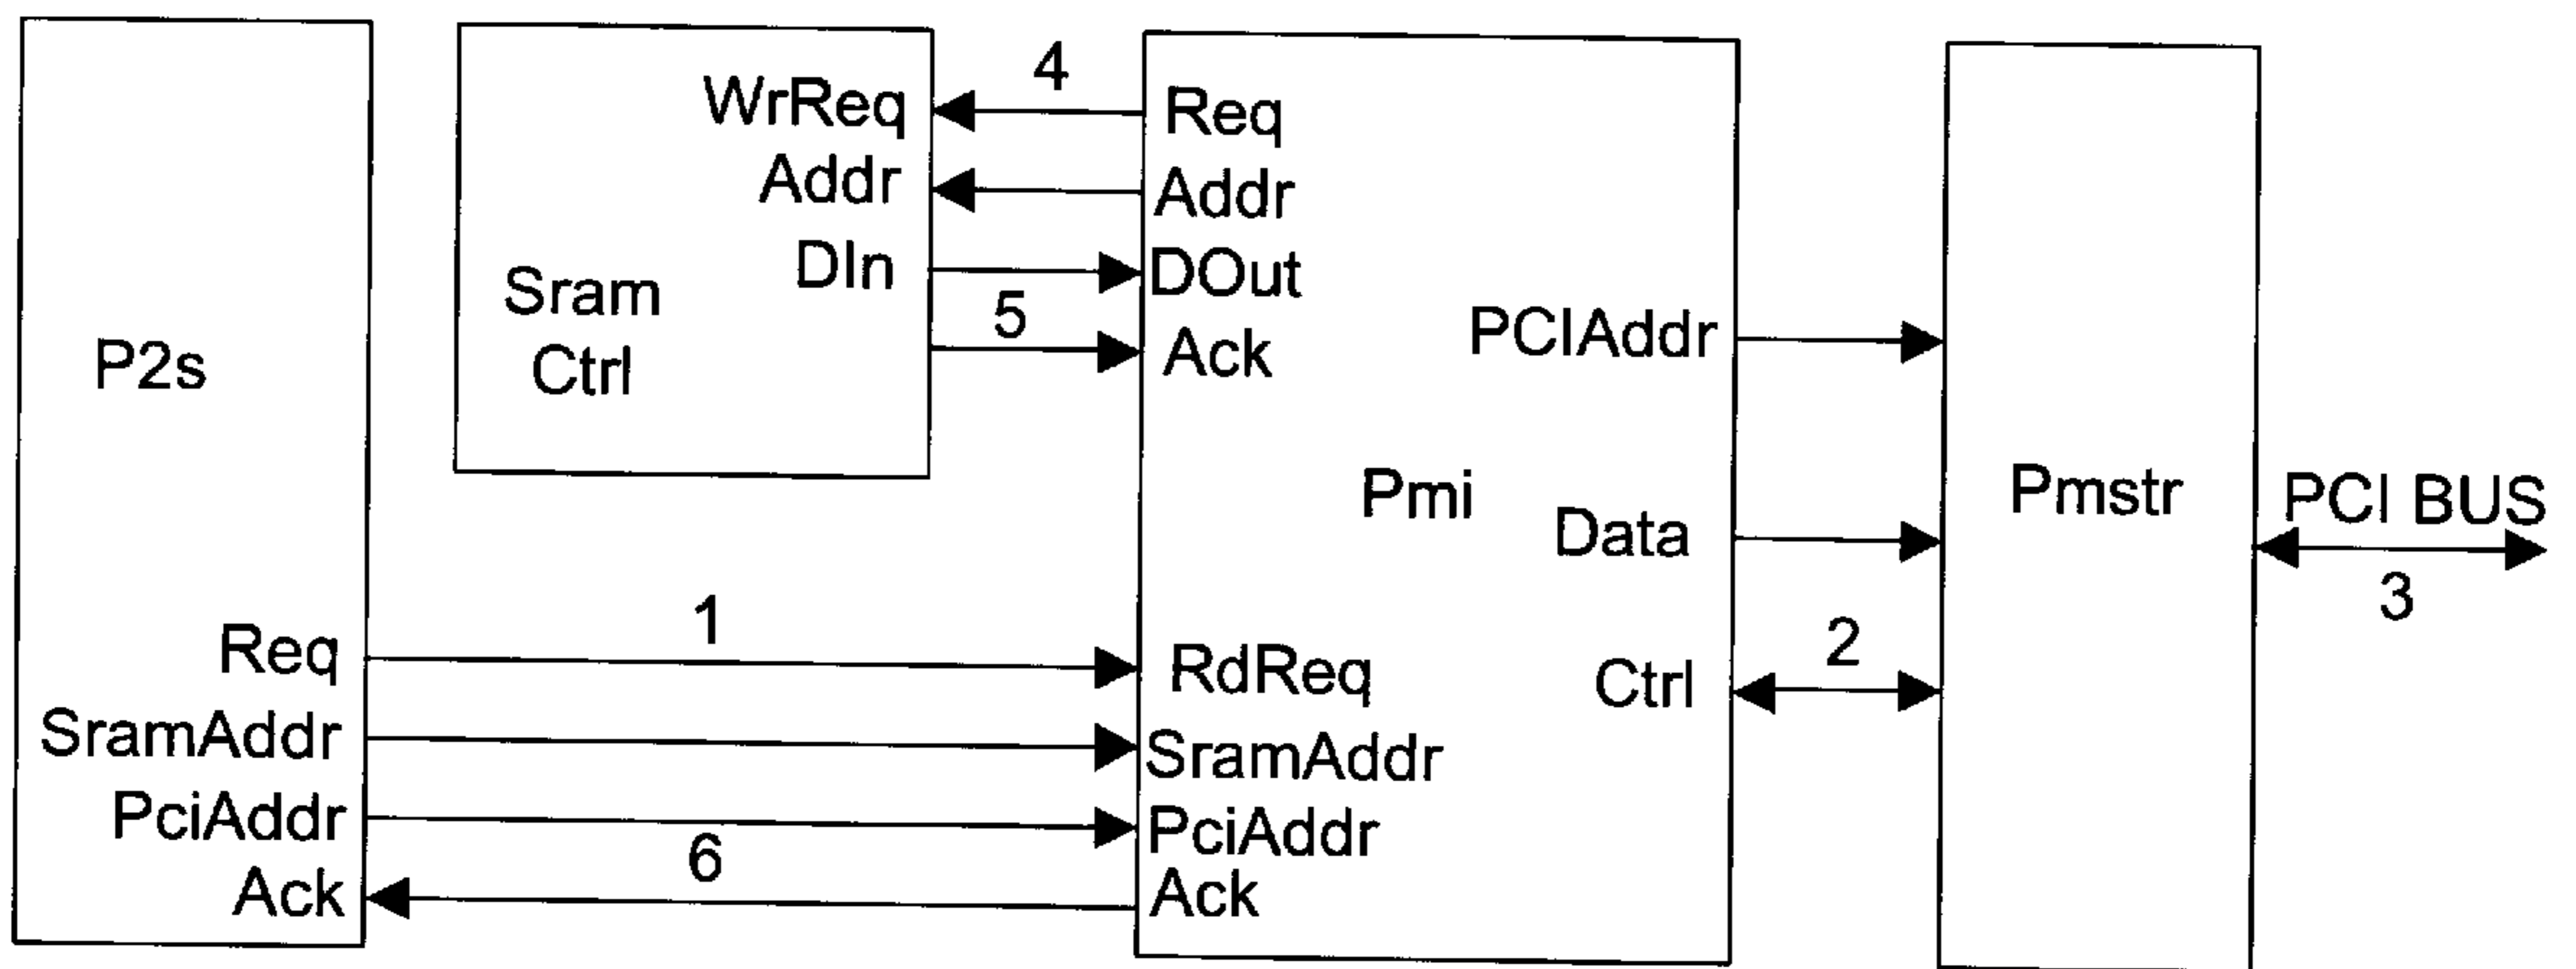 P2s
Req
SramAddr
PciAddr
Ack
Sram
Ctrl
WrReq
Addr
DIn
4
5
1
6
Req
Addr
DOut
Ack
Pmi
RdReq
SramAddr
PciAddr
Ack
PCIAddr
Data
Ctrl
2
Pmstr
PCI BUS
3